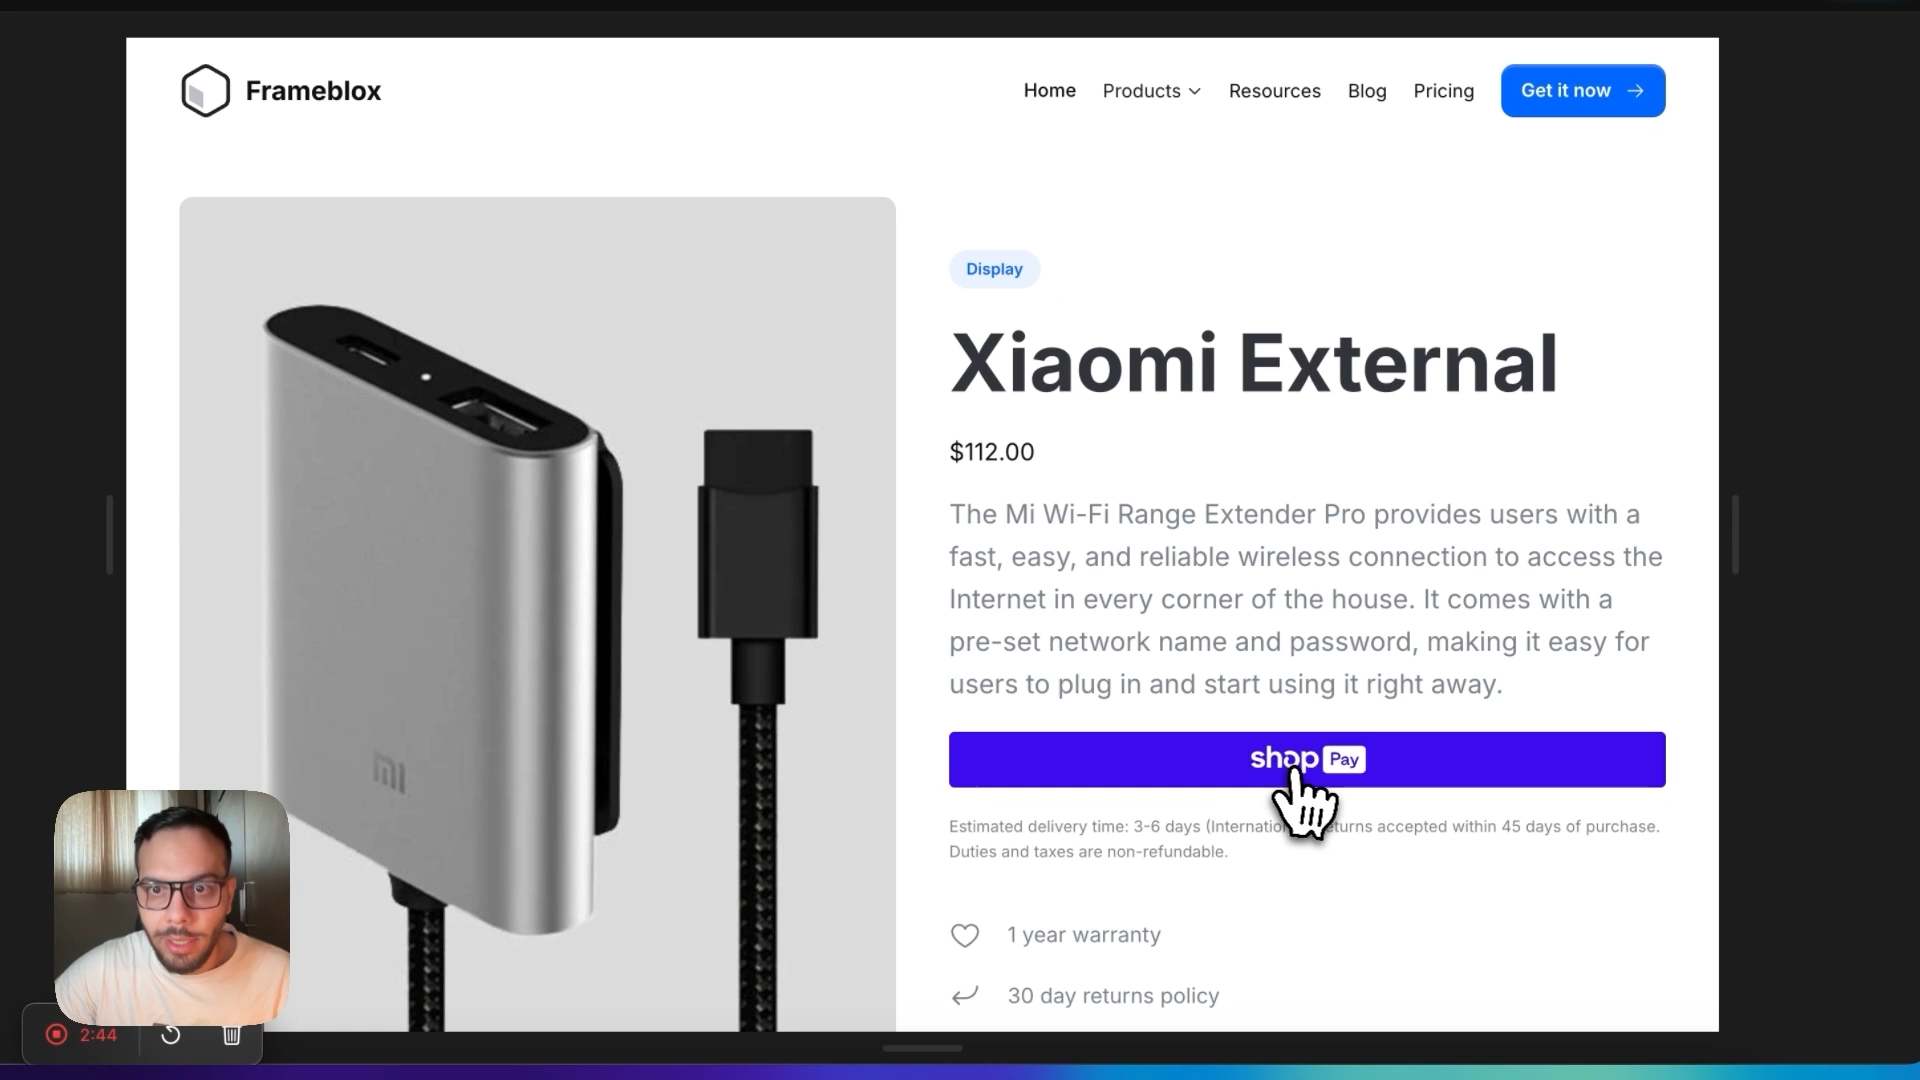 Frameblox
Home Products Resources Blog Pricing Get it now
Display
Xiaomi External
$112.00
The Mi Wi-Fi Range Extender Pro provides users with a
fast, easy, and reliable wireless connection to access the
Internet in every corner of the house. It comes with a
pre-set network name and password, making it easy for
users to plug in and start using it right away.
shop Pay
Estimated delivery time: 3-6 days (Internatio turns accepted within 45 days of purchase.
Duties and taxes are non-refundable.
1 year warranty
30 day returns policy
mi
2:44